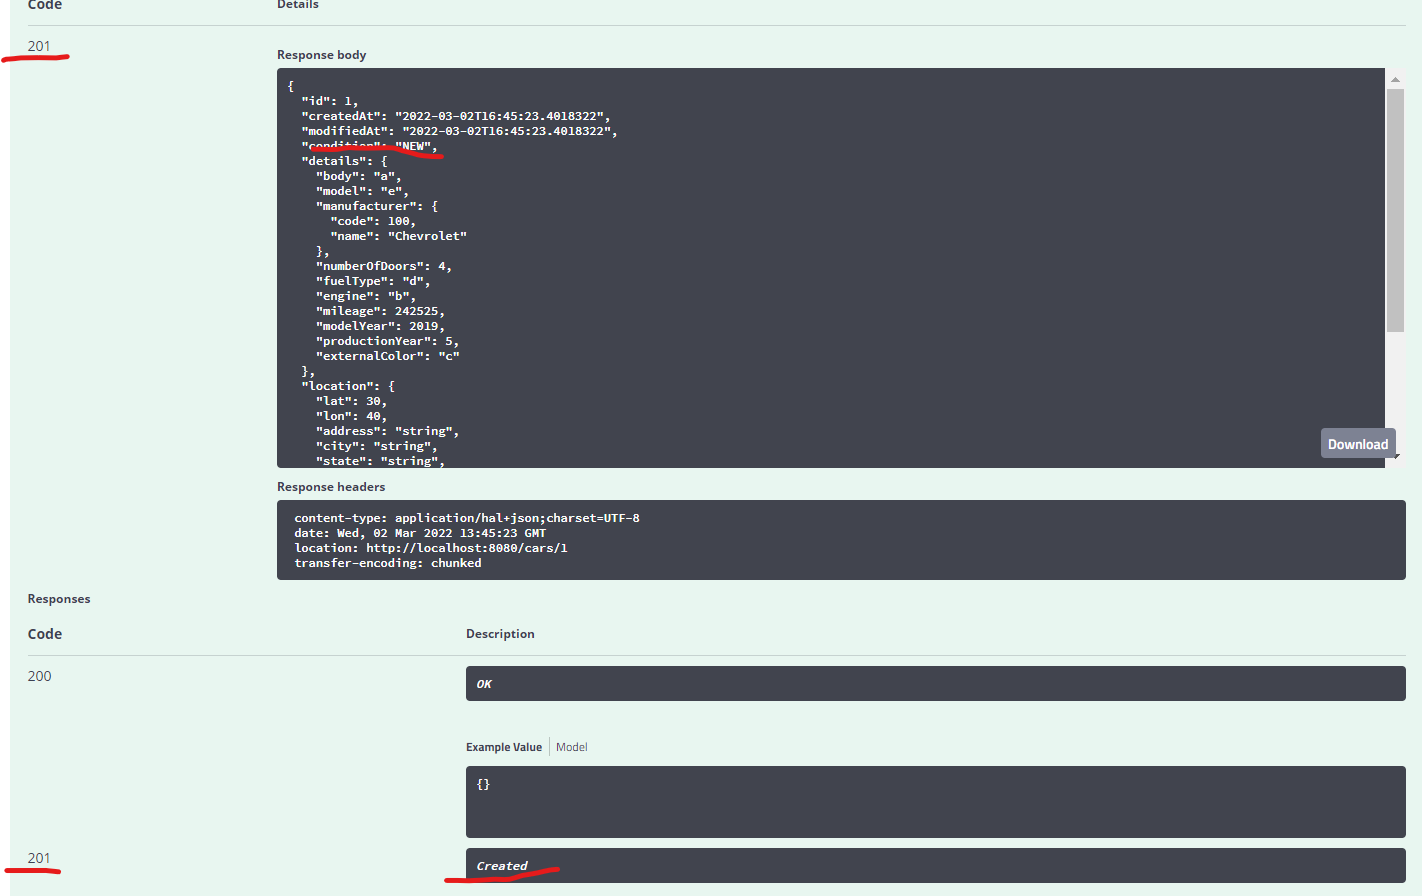 Code Details
201
Response body
{
"id": 1,
"createdAt": "2022-03-02T16:45:23.4018322",
"modifiedAt": "2022-03-02T16:45:23.4018322",
"condition": "NEW",
"details": {
"body": "a",
"model": "e",
"manufacturer": {
"code": 100,
"name": "Chevrolet"
},
"numberOfDoors": 4,
"fuelType": "d",
"engine": "b",
"mileage": 242525,
"modelYear": 2019,
"productionYear": 5,
"externalColor": "c"
},
"location": {
"lat": 30,
"lon": 40,
"address": "string",
"city": "string",
"state": "string",
Download
Response headers
content-type: application/hal+json;charset=UTF-8
date: Wed, 02 Mar 2022 13:45:23 GMT
location: http://localhost:8080/cars/1
transfer-encoding: chunked
Responses
Code Description
200 OK
Example Value Model
{}
201 Created